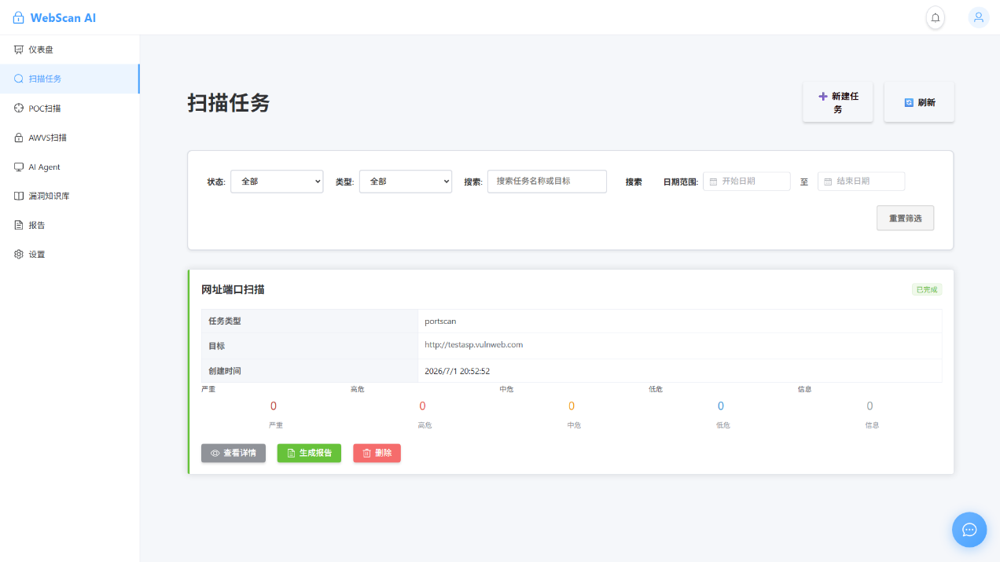 WebScan AI
仪表盘
扫描任务
POC扫描
AWVS扫描
AI Agent
漏洞知识库
报告
设置
扫描任务
新建任
务
刷新
状态: 全部 类型: 全部 搜索: 搜索任务名称或目标 搜索 日期范围: 开始日期 至 结束日期
重置筛选
网址端口扫描 已完成
任务类型 portscan
目标 http://testasp.vulnweb.com
创建时间 2026/7/1 20:52:52
严重 高危 中危 低危 信息
0 0 0 0 0
严重 高危 中危 低危 信息
查看详情 生成报告 删除